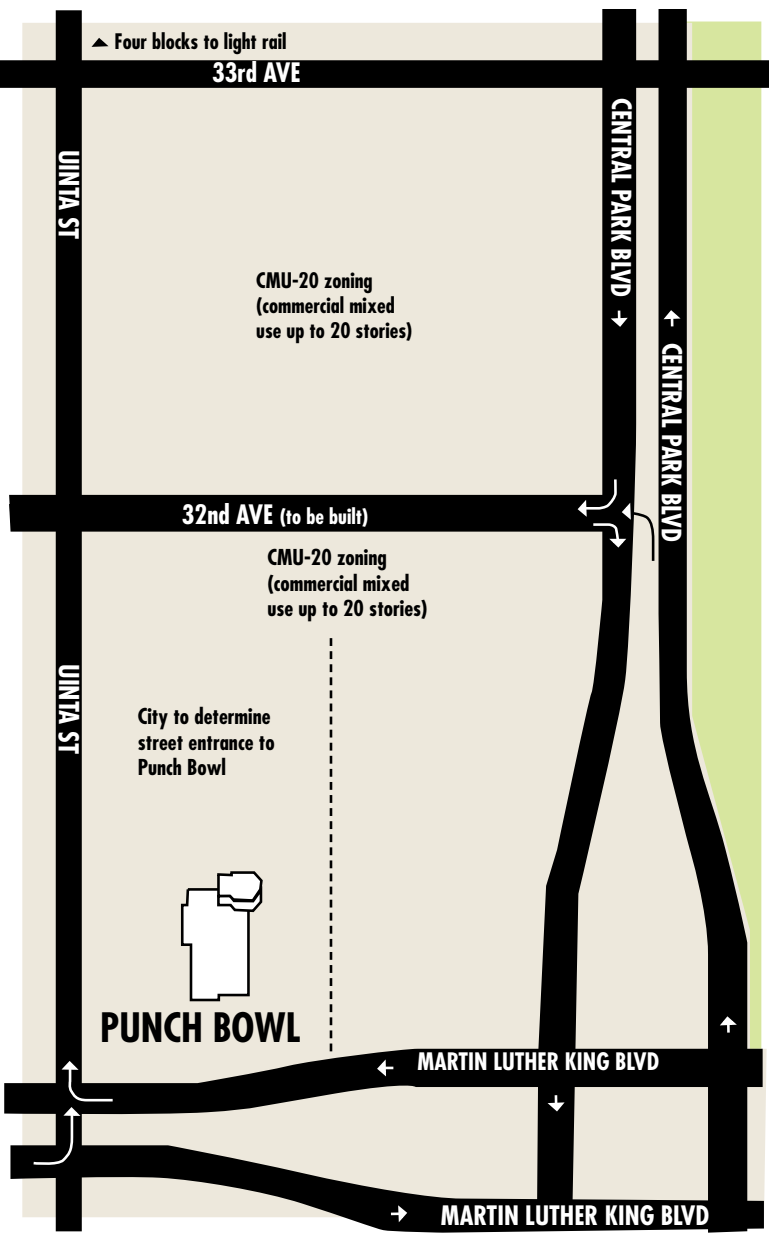 Four blocks to light rail
33rd AVE
UINTA ST
CENTRAL PARK BLVD
CMU-20 zoning
(commercial mixed
use up to 20 stories)
CENTRAL PARK BLVD
32nd AVE (to be built)
CMU-20 zoning
(commercial mixed
use up to 20 stories)
UINTA ST
City to determine
street entrance to
Punch Bowl
PUNCH BOWL
MARTIN LUTHER KING BLVD
MARTIN LUTHER KING BLVD